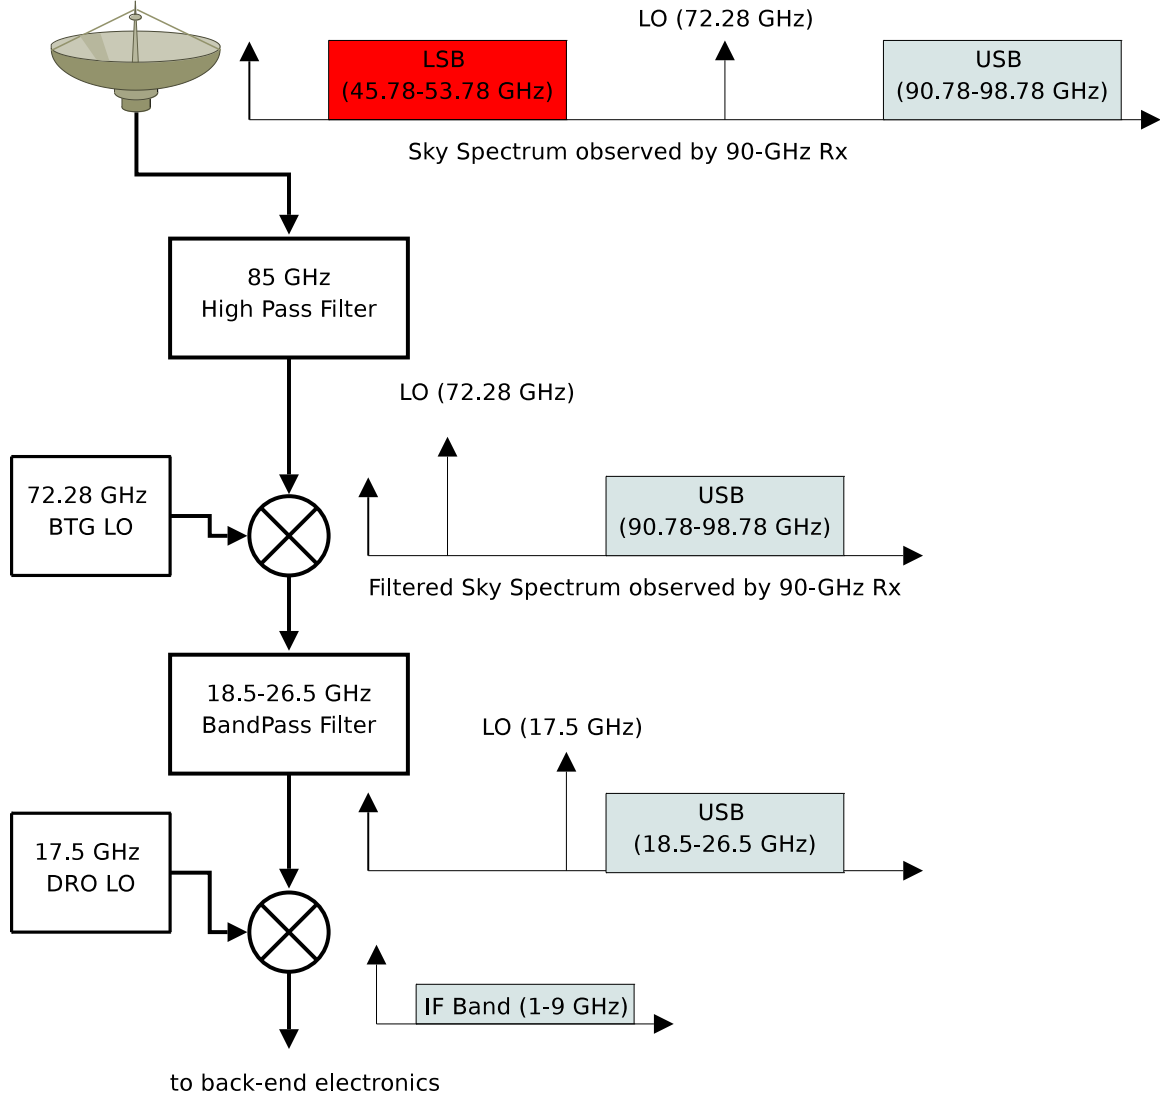 LO (72.28 GHz)
LSB
(45.78-53.78 GHz)
USB
(90.78-98.78 GHz)
Sky Spectrum observed by 90-GHz Rx
85 GHz
High Pass Filter
LO (72.28 GHz)
72.28 GHz
BTG LO
USB
(90.78-98.78 GHz)
Filtered Sky Spectrum observed by 90-GHz Rx
18.5-26.5 GHz
BandPass Filter
LO (17.5 GHz)
USB
(18.5-26.5 GHz)
17.5 GHz
DRO LO
IF Band (1-9 GHz)
to back-end electronics